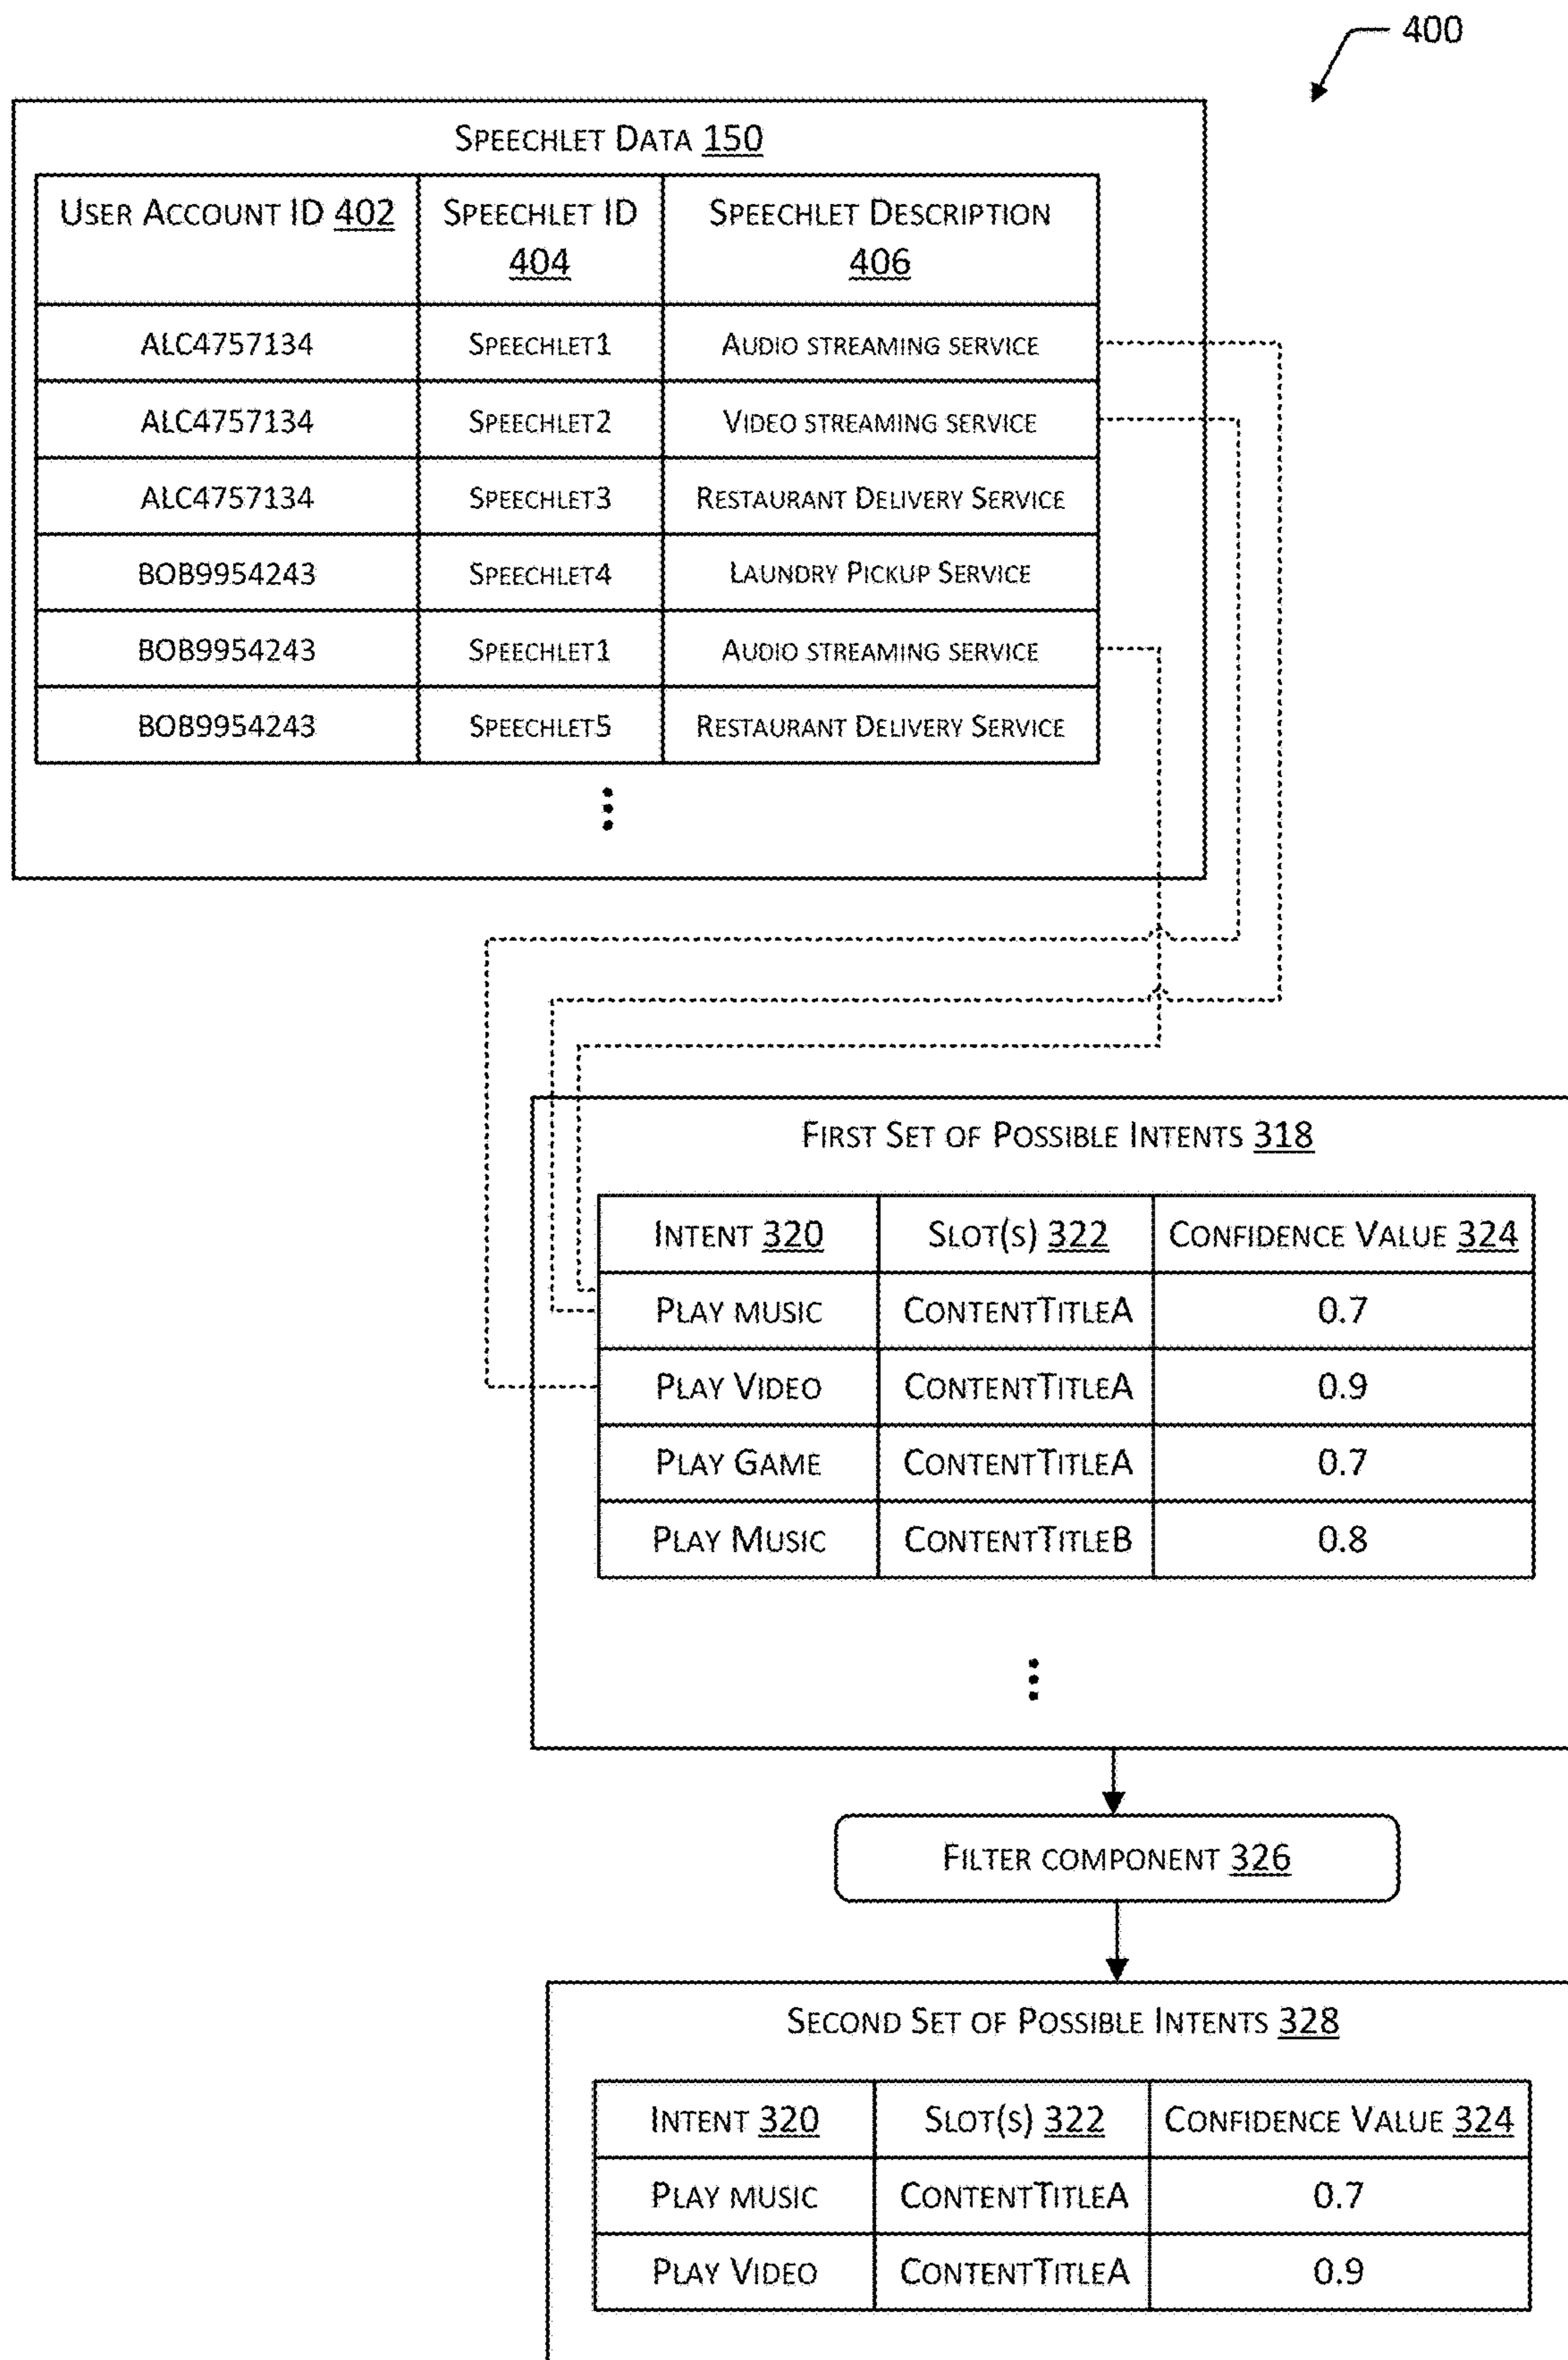 400
Speechlet Data 150
User Account ID 402 Speechlet ID 404 Speechlet Description 406
ALC4757134 Speechlet1 Audio streaming service
ALC4757134 Speechlet2 Video streaming service
ALC4757134 Speechlet3 Restaurant Delivery Service
BOB9954243 Speechlet4 Laundry Pickup Service
BOB9954243 Speechlet1 Audio streaming service
BOB9954243 Speechlet5 Restaurant Delivery Service
First Set of Possible Intents 318
Intent 320 Slot(s) 322 Confidence Value 324
Play music ContentTitleA 0.7
Play Video ContentTitleA 0.9
Play Game ContentTitleA 0.7
Play Music ContentTitleB 0.8
Filter component 326
Second Set of Possible Intents 328
Intent 320 Slot(s) 322 Confidence Value 324
Play music ContentTitleA 0.7
Play Video ContentTitleA 0.9